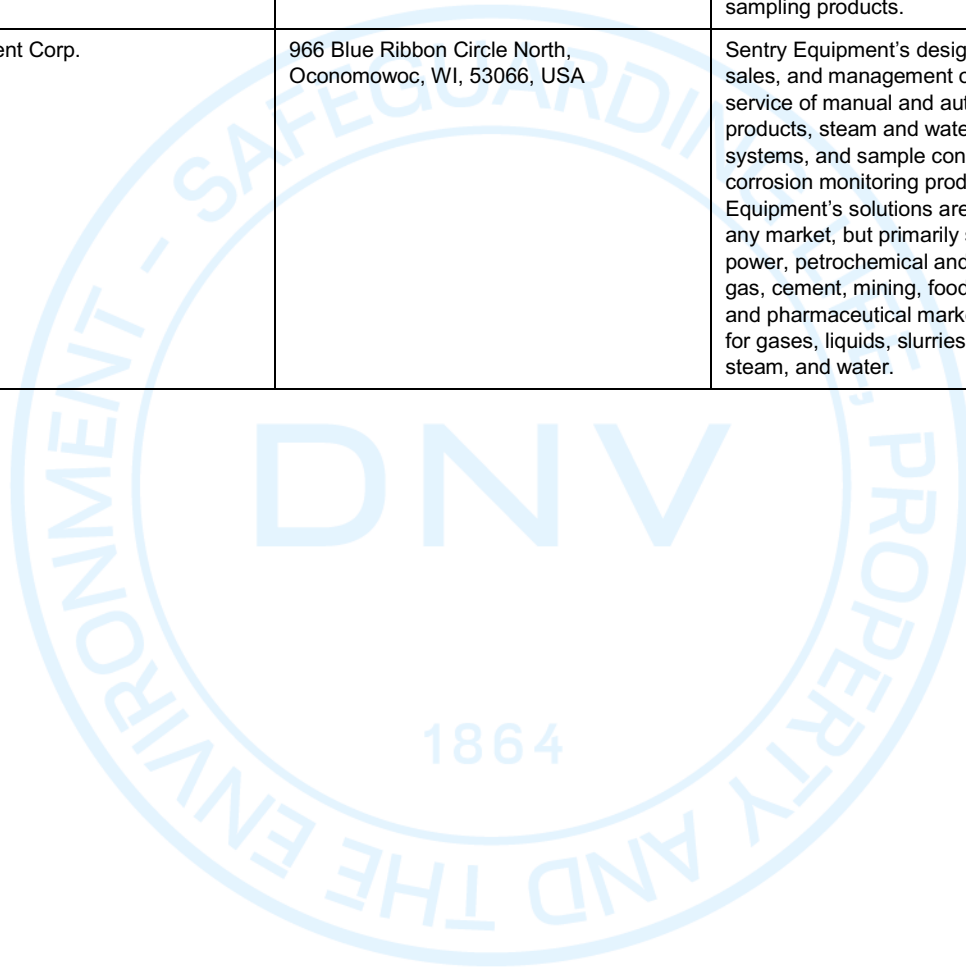 sampling products.
ent Corp.
966 Blue Ribbon Circle North,
Oconomowoc, WI, 53066, USA
Sentry Equipment’s desig
sales, and management o
service of manual and aut
products, steam and wate
systems, and sample con
corrosion monitoring prod
Equipment’s solutions are
any market, but primarily s
power, petrochemical and
gas, cement, mining, food
and pharmaceutical marke
for gases, liquids, slurries
steam, and water.
SAFEGUARDING LIFE, PROPERTY AND THE ENVIRONMENT -
DNV
1864